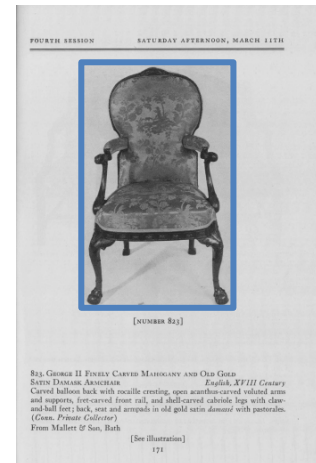 FOURTH SESSION SATURDAY AFTERNOON, MARCH 11TH
[NUMBER 823]
823. GEORGE II FINELY CARVED MAHOGANY AND OLD GOLD
SATIN DAMASK ARMCHAIR English, XVIII Century
Carved balloon back with rocaille cresting, open acanthus-carved voluted arms
and supports, fret-carved front rail, and shell-carved cabriole legs with claw-
and-ball feet; back, seat and armpads in old gold satin damassé with pastorales.
(Conn. Private Collector)
From Mallett & Son, Bath
[See illustration]
171